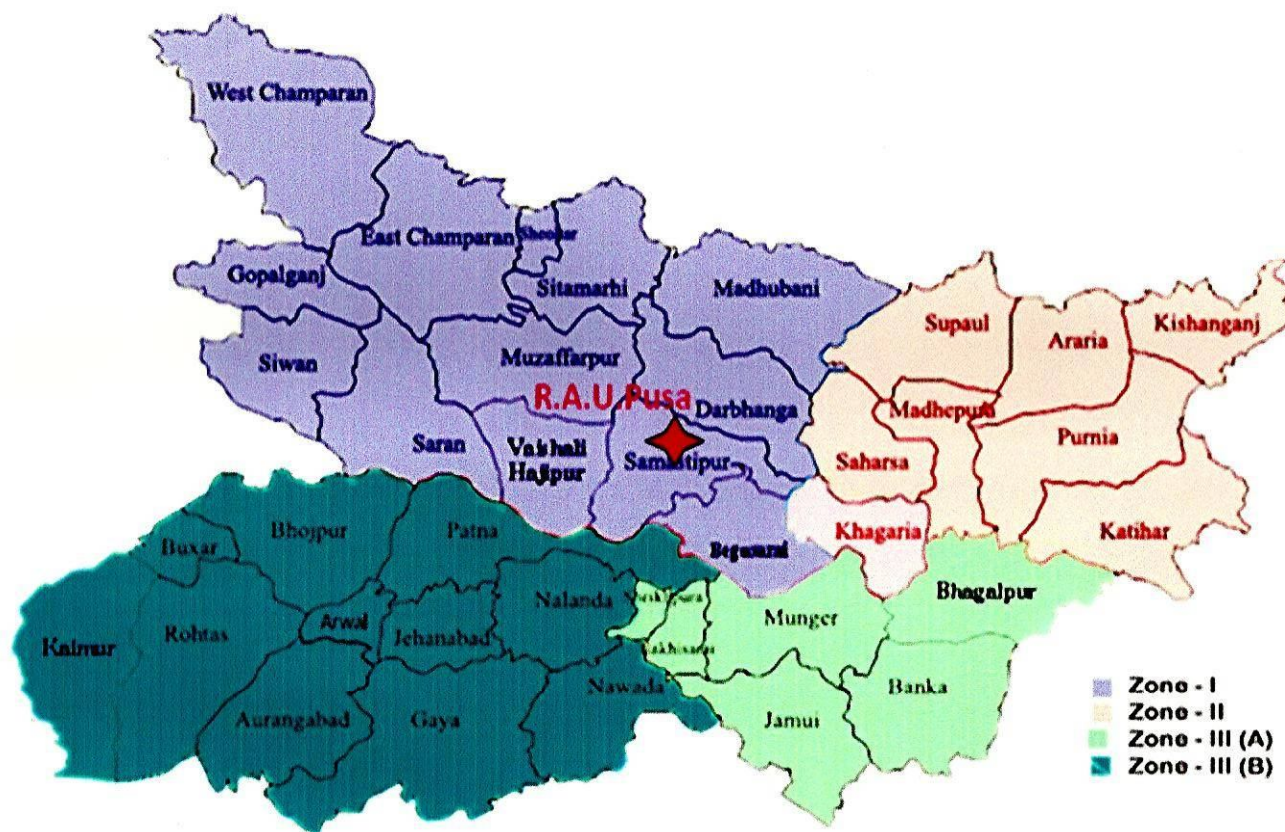 West Champaran
East Champaran
Sheohar
Gopalganj
Sitamarhi
Madhubani
Siwan
Muzaffarpur
R.A.U.Pusa
Darbhanga
Saran
Vaishali
Hajipur
Samastipur
Begusarai
Supaul
Araria
Kishanganj
Madhepura
Purnia
Saharsa
Khagaria
Katihar
Bhojpur
Patna
Buxar
Nalanda
Arwal
Jehanabad
Rohtas
Kaimur
Nawada
Aurangabad
Gaya
Munger
Bhagalpur
Lakhisarai
Banka
Jamui
Zone - I
Zone - II
Zone - III (A)
Zone - III (B)